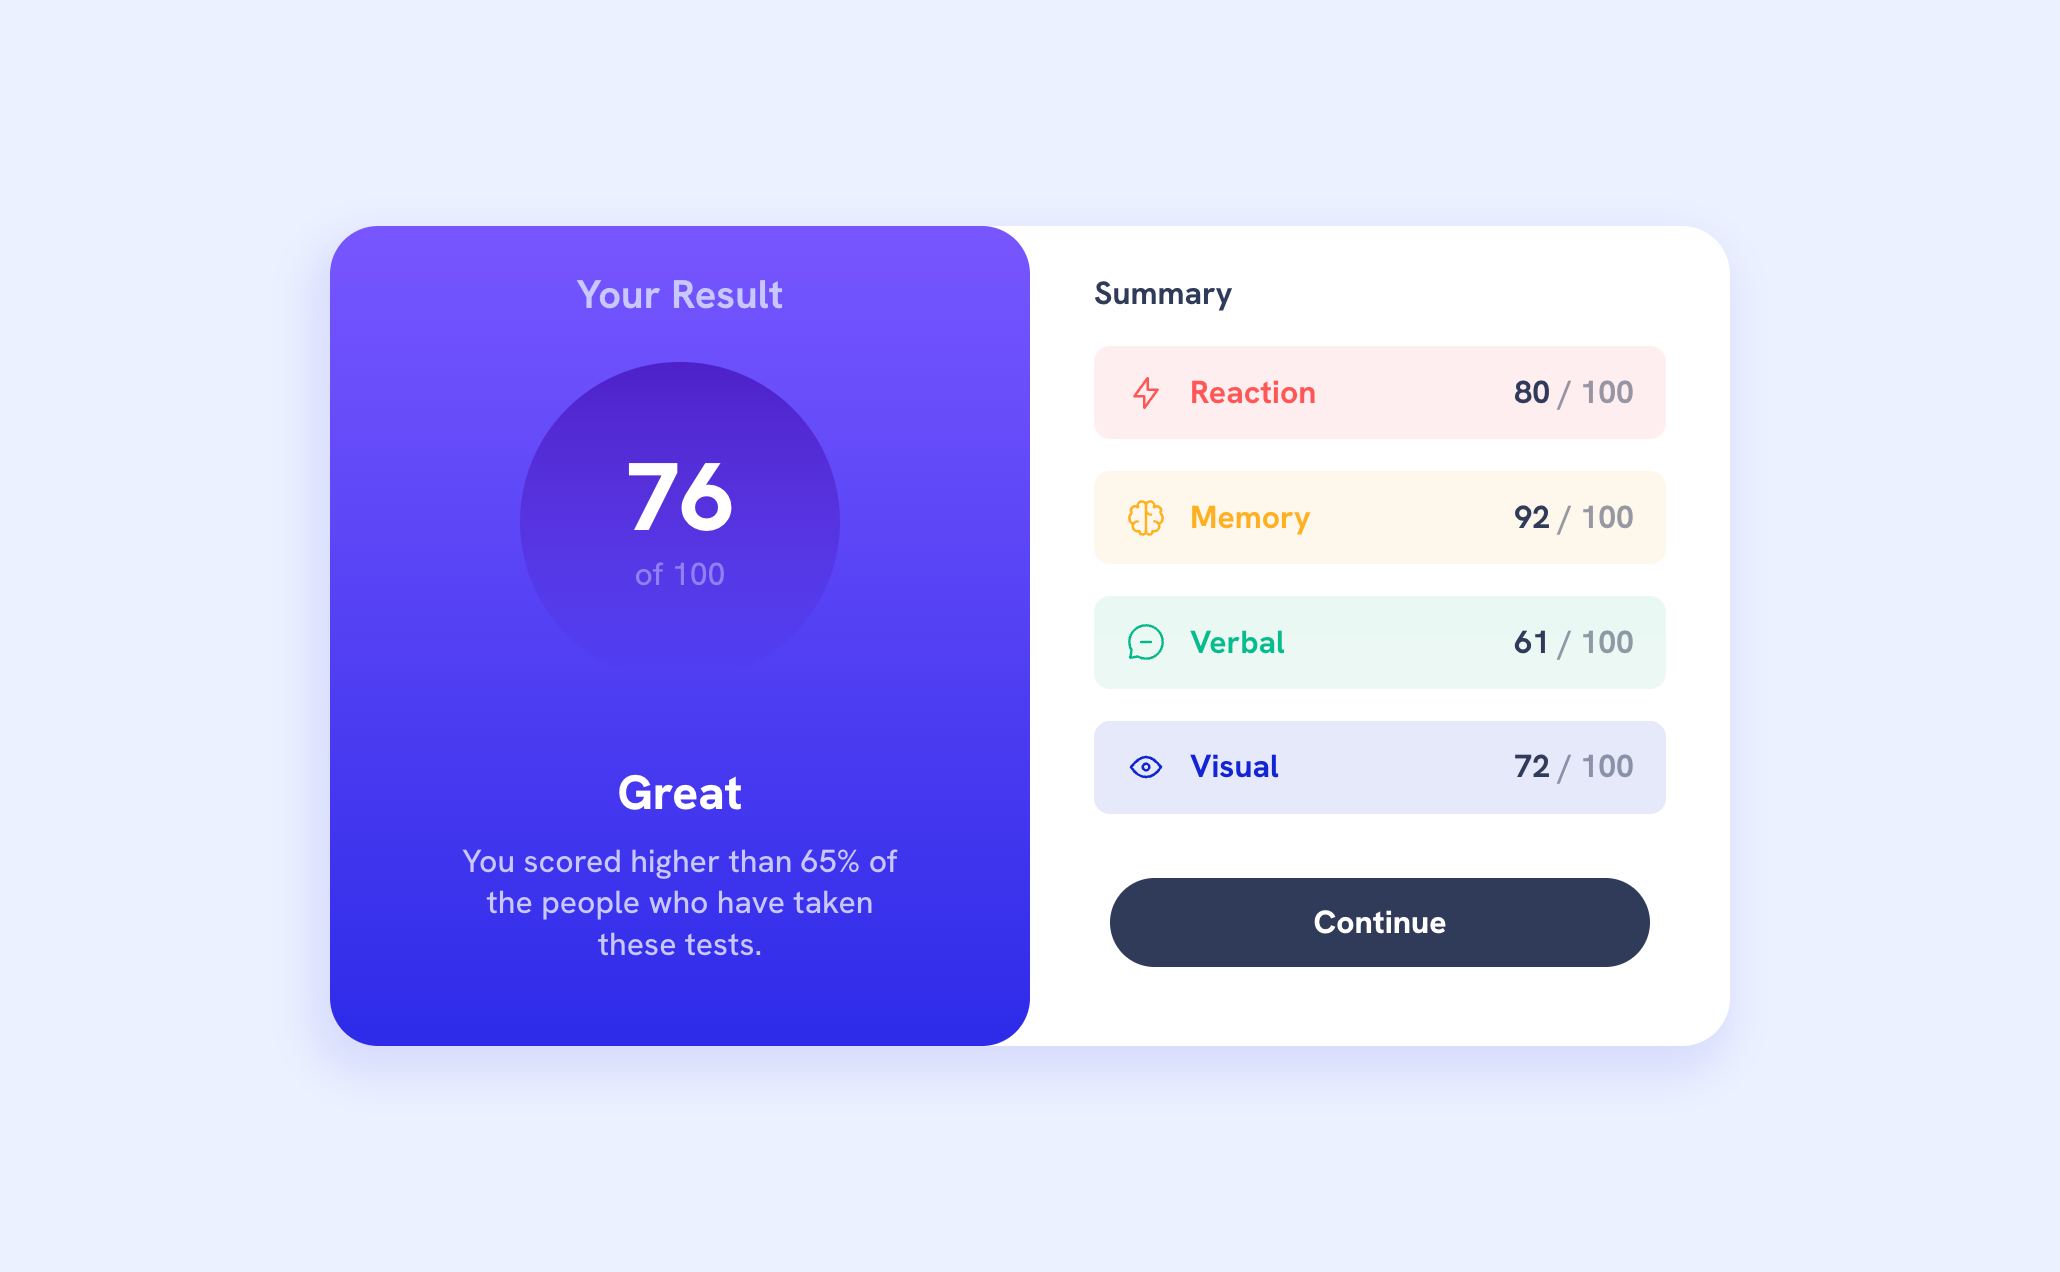 Your Result
76
of 100
Great
You scored higher than 65% of
the people who have taken
these tests.
Summary
Reaction 80 / 100
Memory 92 / 100
Verbal 61 / 100
Visual 72 / 100
Continue